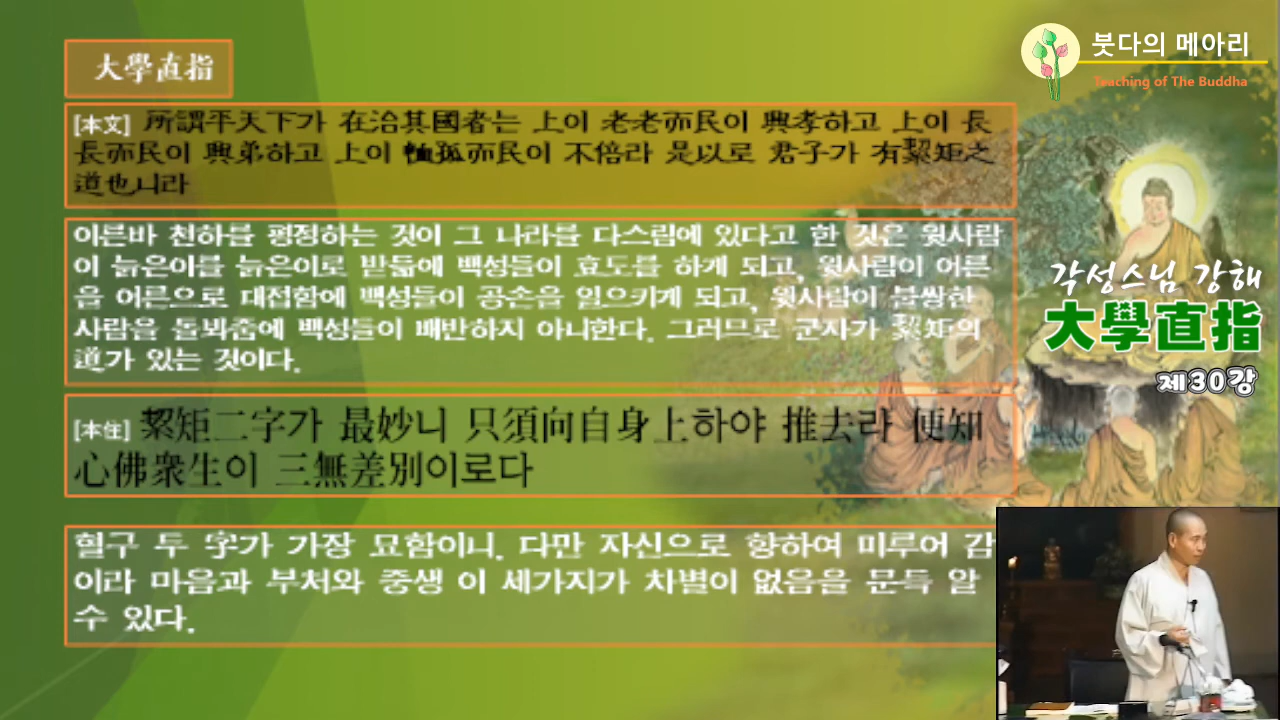 大學直指
[本文] 所謂平天下가 在治其國者는 上이 老老而民이 興孝하고 上이 長
長而民이 興弟하고 上이 恤孤而民이 不倍라 是以로 君子가 有絜矩之
道也니라
이른바 천하를 평정하는 것이 그 나라를 다스림에 있다고 한 것은 윗사람
이 늙은이를 늙은이로 받듦에 백성들이 효도를 하게 되고, 윗사람이 어른
을 어른으로 대접함에 백성들이 공손을 일으키게 되고, 윗사람이 불쌍한
사람을 돌봐줌에 백성들이 배반하지 아니한다. 그러므로 군자가 絜矩의
道가 있는 것이다.
[本住] 絜矩二字가 最妙니 只須向自身上하야 推去라 便知
心佛衆生이 三無差別이로다
혈구 두 字가 가장 묘함이니, 다만 자신으로 향하여 미루어 감
이라 마음과 부처와 중생 이 세가지가 차별이 없음을 문득 알
수 있다.
붓다의 메아리
Teaching of The Buddha
각성스님 강해
大學直指
제30강